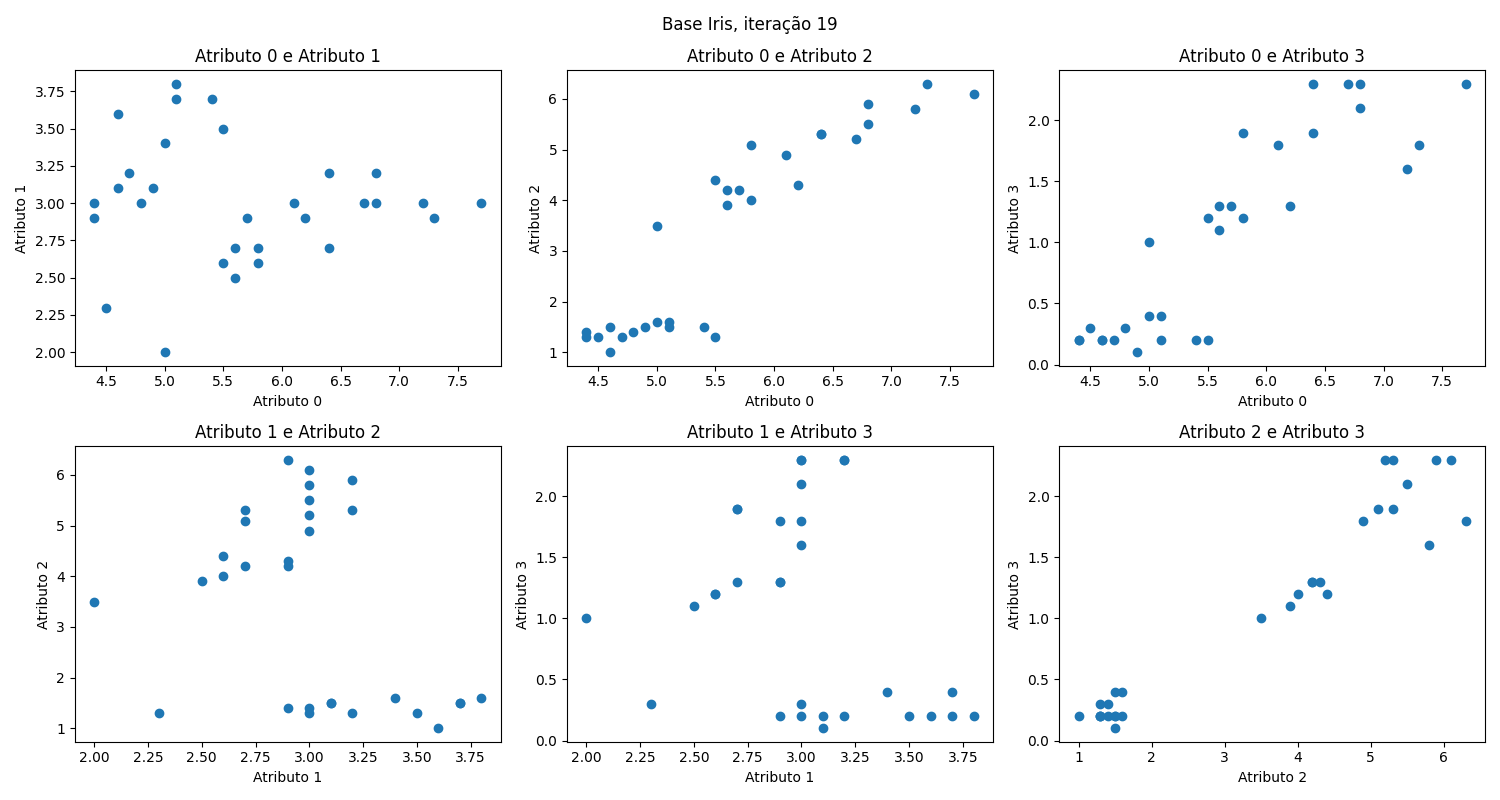 Base Iris, iteração 19
Atributo 0 e Atributo 1
Atributo 1
3.75
3.50
3.25
3.00
2.75
2.50
2.25
2.00
4.5 5.0 5.5 6.0 6.5 7.0 7.5
Atributo 0
Atributo 0 e Atributo 2
Atributo 2
6
5
4
3
2
1
4.5 5.0 5.5 6.0 6.5 7.0 7.5
Atributo 0
Atributo 0 e Atributo 3
Atributo 3
2.0
1.5
1.0
0.5
0.0
4.5 5.0 5.5 6.0 6.5 7.0 7.5
Atributo 0
Atributo 1 e Atributo 2
Atributo 2
6
5
4
3
2
1
2.00 2.25 2.50 2.75 3.00 3.25 3.50 3.75
Atributo 1
Atributo 1 e Atributo 3
Atributo 3
2.0
1.5
1.0
0.5
0.0
2.00 2.25 2.50 2.75 3.00 3.25 3.50 3.75
Atributo 1
Atributo 2 e Atributo 3
Atributo 3
2.0
1.5
1.0
0.5
0.0
1 2 3 4 5 6
Atributo 2